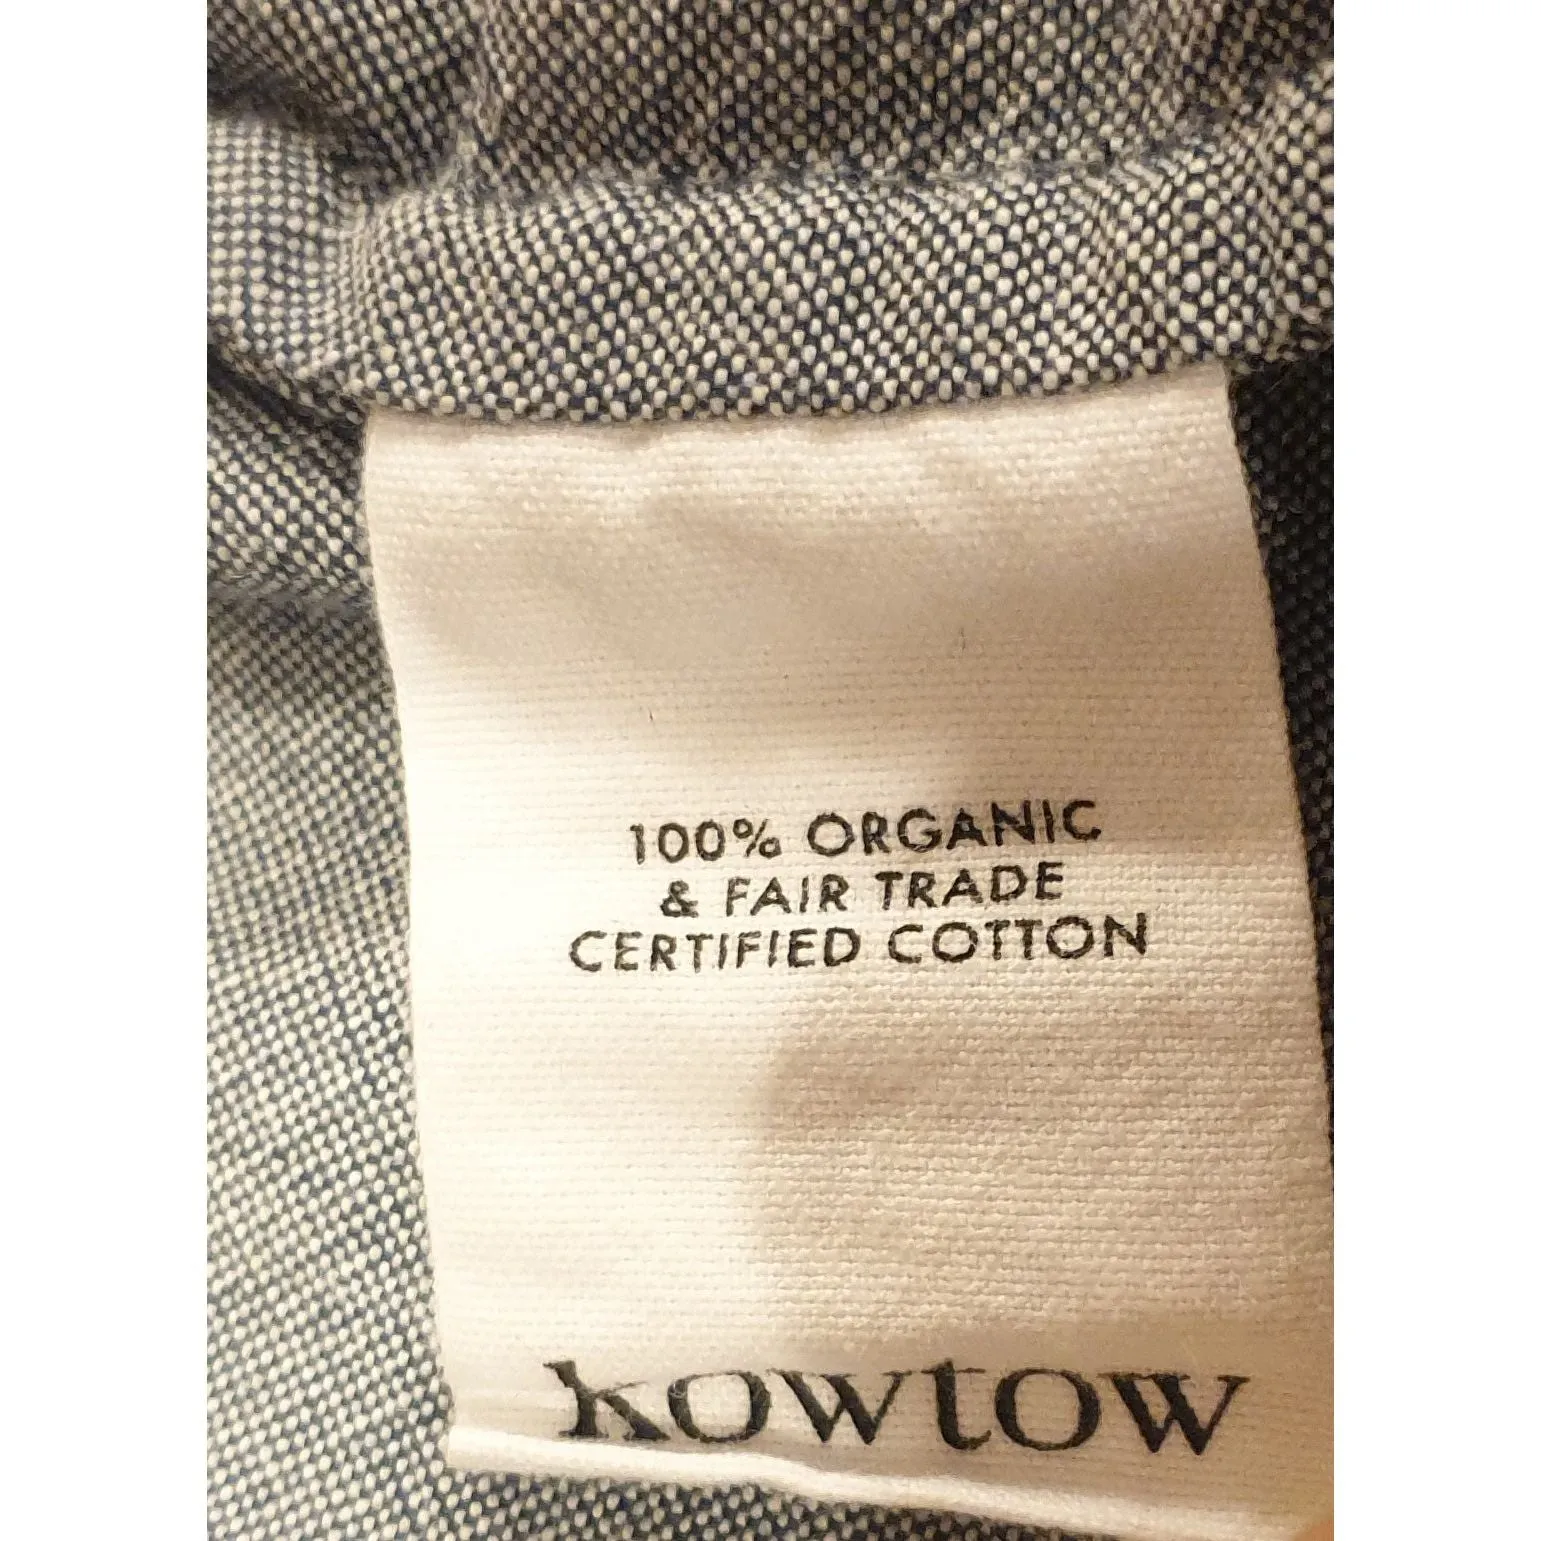 100% ORGANIC
& FAIR TRADE
CERTIFIED COTTON
kowtow